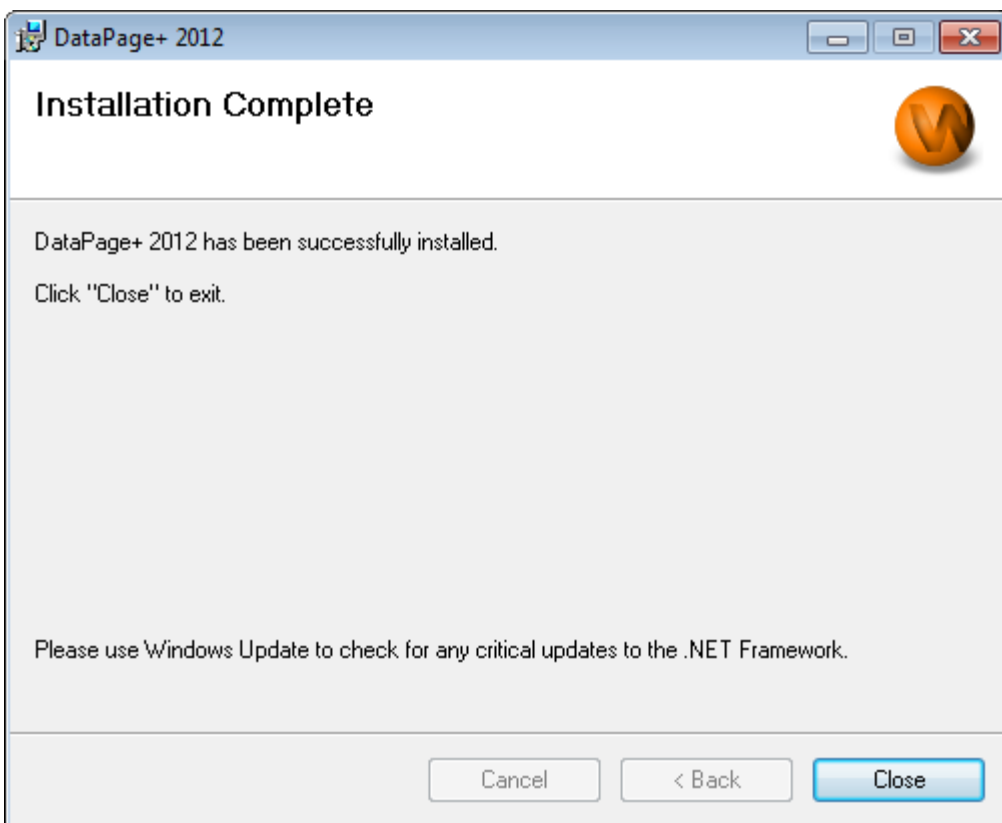 DataPage+ 2012
Installation Complete
W
DataPage+ 2012 has been successfully installed.
Click "Close" to exit.
Please use Windows Update to check for any critical updates to the .NET Framework.
Cancel
< Back
Close